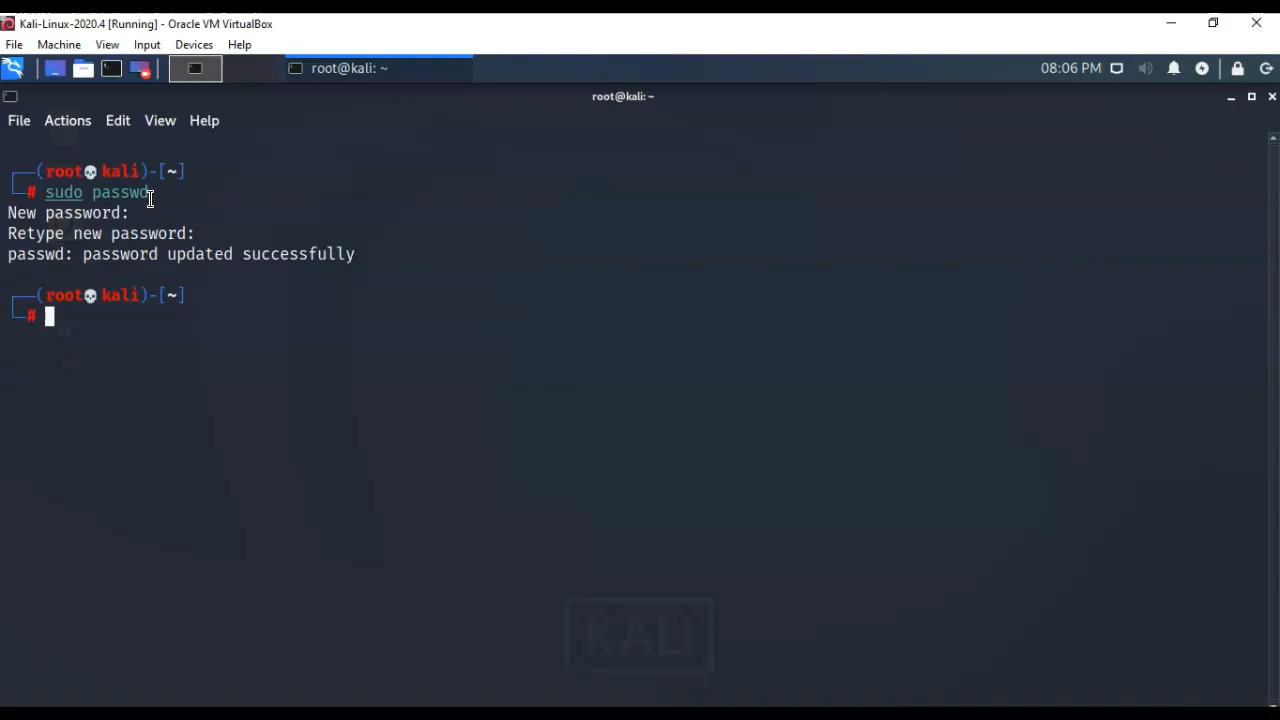 Kali-Linux-2020.4 [Running] - Oracle VM VirtualBox
File Machine View Input Devices Help
root@kali: ~
08:06 PM
root@kali:~
File Actions Edit View Help
┌──(root💀kali)-[~]
└─# sudo passwd
New password:
Retype new password:
passwd: password updated successfully
┌──(root💀kali)-[~]
└─#
KALI